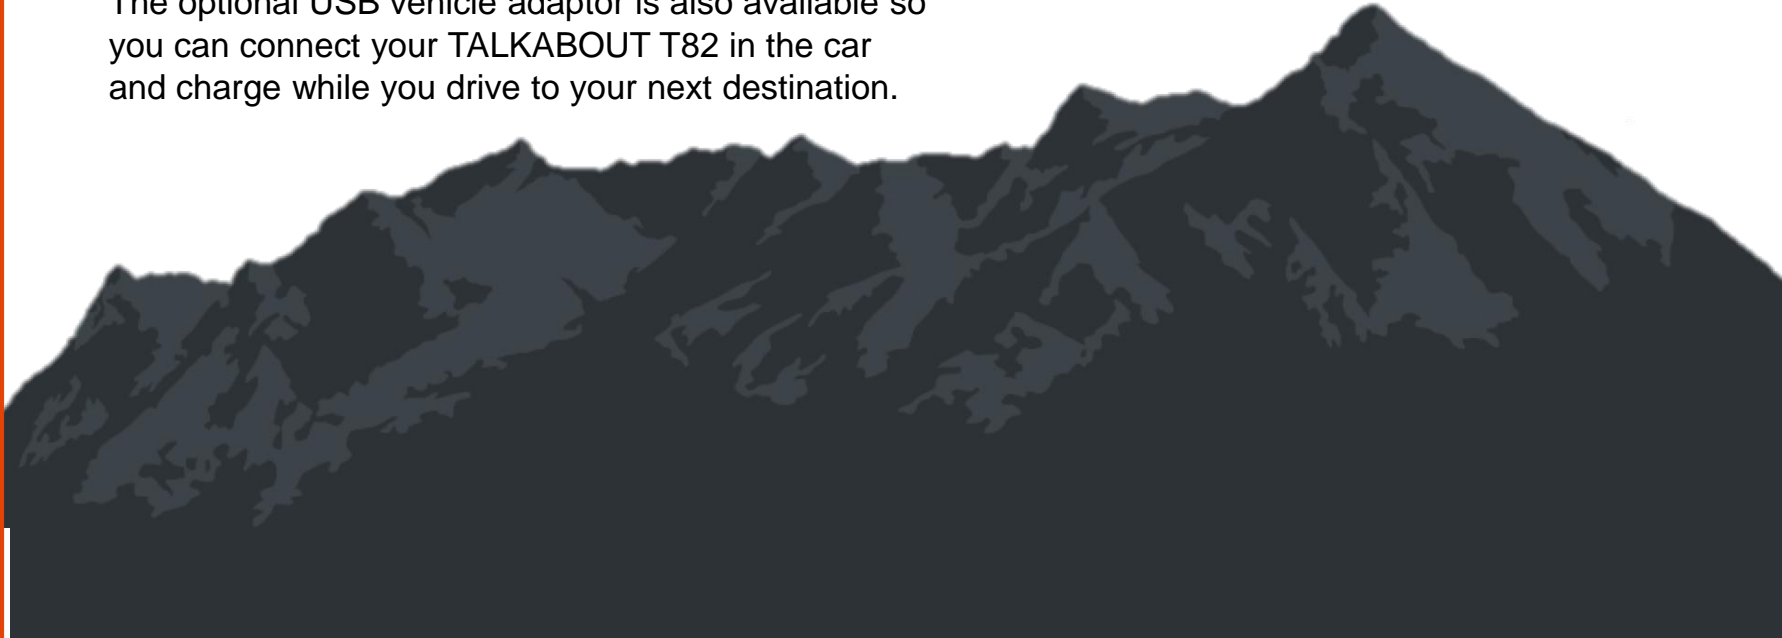 The optional USB vehicle adaptor is also available so
you can connect your TALKABOUT T82 in the car
and charge while you drive to your next destination.